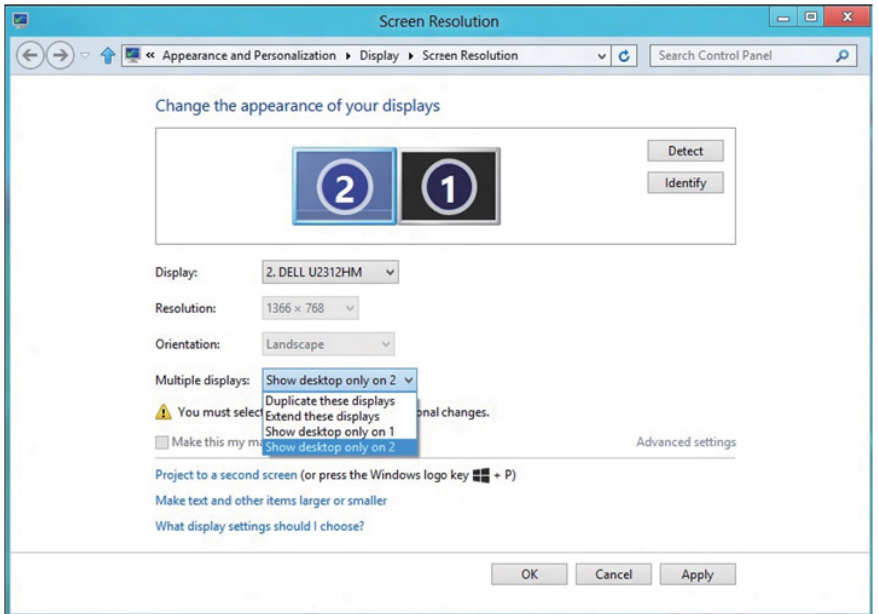 Screen Resolution
« Appearance and Personalization ▸ Display ▸ Screen Resolution
Search Control Panel
Change the appearance of your displays
2
1
Detect
Identify
Display: 2. DELL U2312HM
Resolution: 1366 × 768
Orientation: Landscape
Multiple displays: Show desktop only on 2
Duplicate these displays
You must selec onal changes.
Extend these displays
Show desktop only on 1
Make this my m
Show desktop only on 2
Advanced settings
Project to a second screen (or press the Windows logo key + P)
Make text and other items larger or smaller
What display settings should I choose?
OK
Cancel
Apply